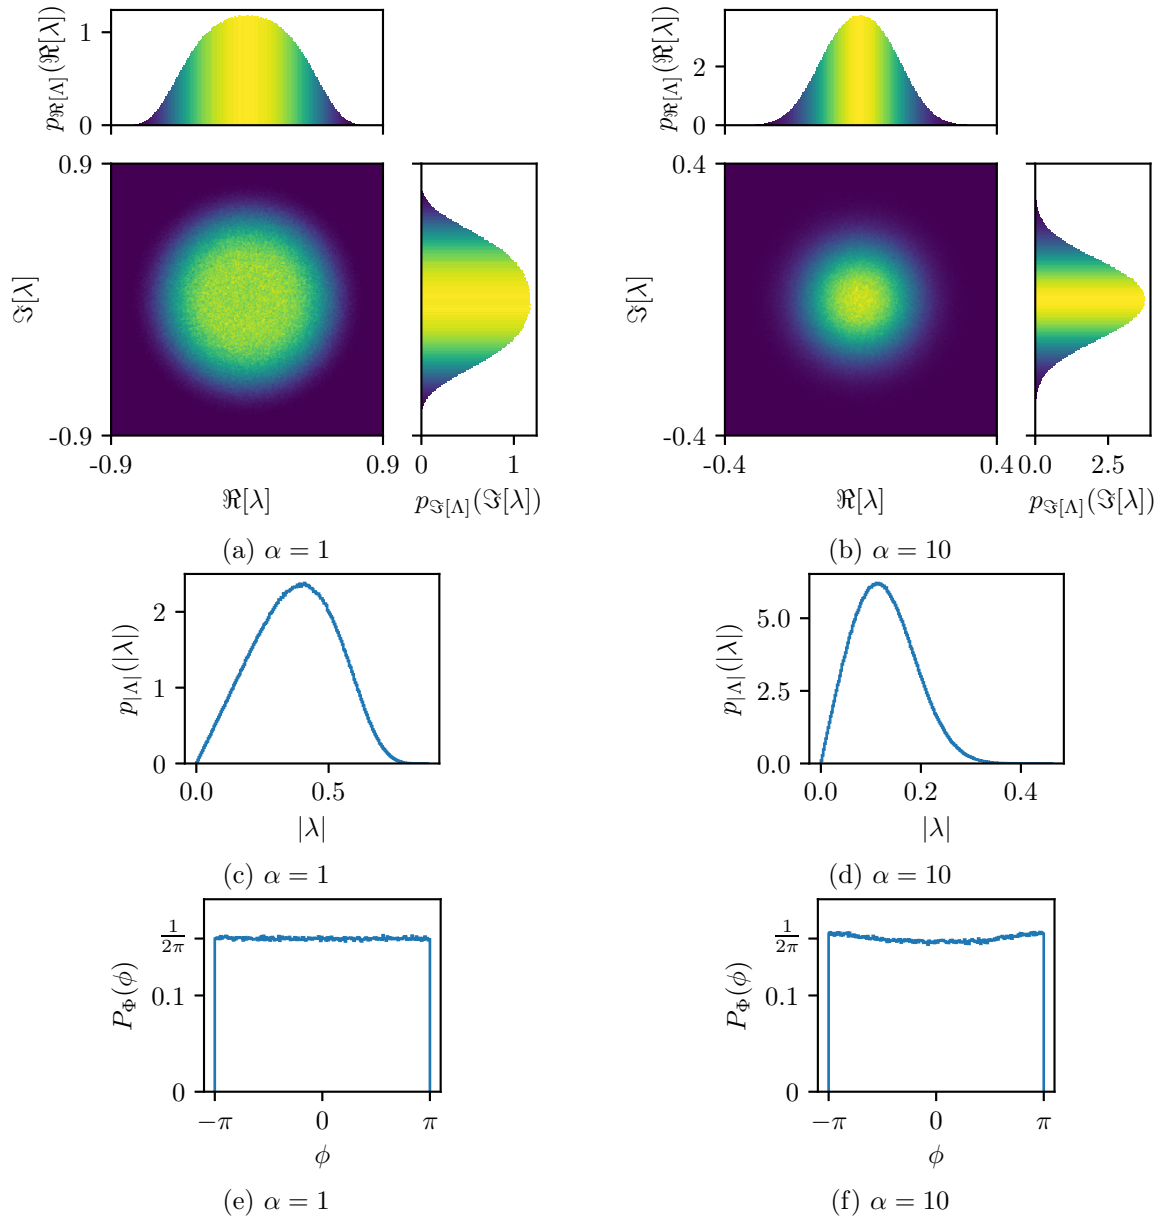 p_{ℜ[Λ]}(ℜ[λ])
1
0
p_{ℜ[Λ]}(ℜ[λ])
2
0
0.9
-0.9
ℑ[λ]
-0.9
0.9
ℜ[λ]
0
1
p_{ℑ[Λ]}(ℑ[λ])
0.4
-0.4
ℑ[λ]
-0.4
0.4
ℜ[λ]
0.0
2.5
p_{ℑ[Λ]}(ℑ[λ])
(a) α = 1
(b) α = 10
p_{|Λ|}(|λ|)
2
1
0
0.0
0.5
|λ|
p_{|Λ|}(|λ|)
5.0
2.5
0.0
0.0
0.2
0.4
|λ|
(c) α = 1
(d) α = 10
P_Φ(ϕ)
1/2π
0.1
0
−π
0
π
ϕ
P_Φ(ϕ)
1/2π
0.1
0
−π
0
π
ϕ
(e) α = 1
(f) α = 10